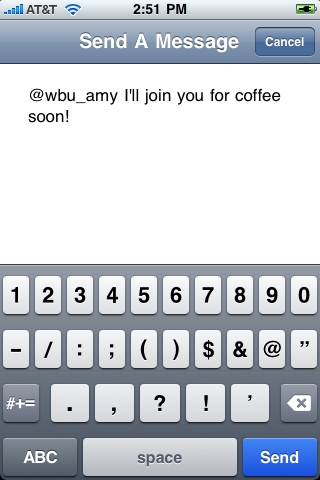 AT&T 2:51 PM
Send A Message Cancel
@wbu_amy I'll join you for coffee
soon!
1 2 3 4 5 6 7 8 9 0
- / : ; ( ) $ & @ "
#+= . , ? ! '
ABC space Send